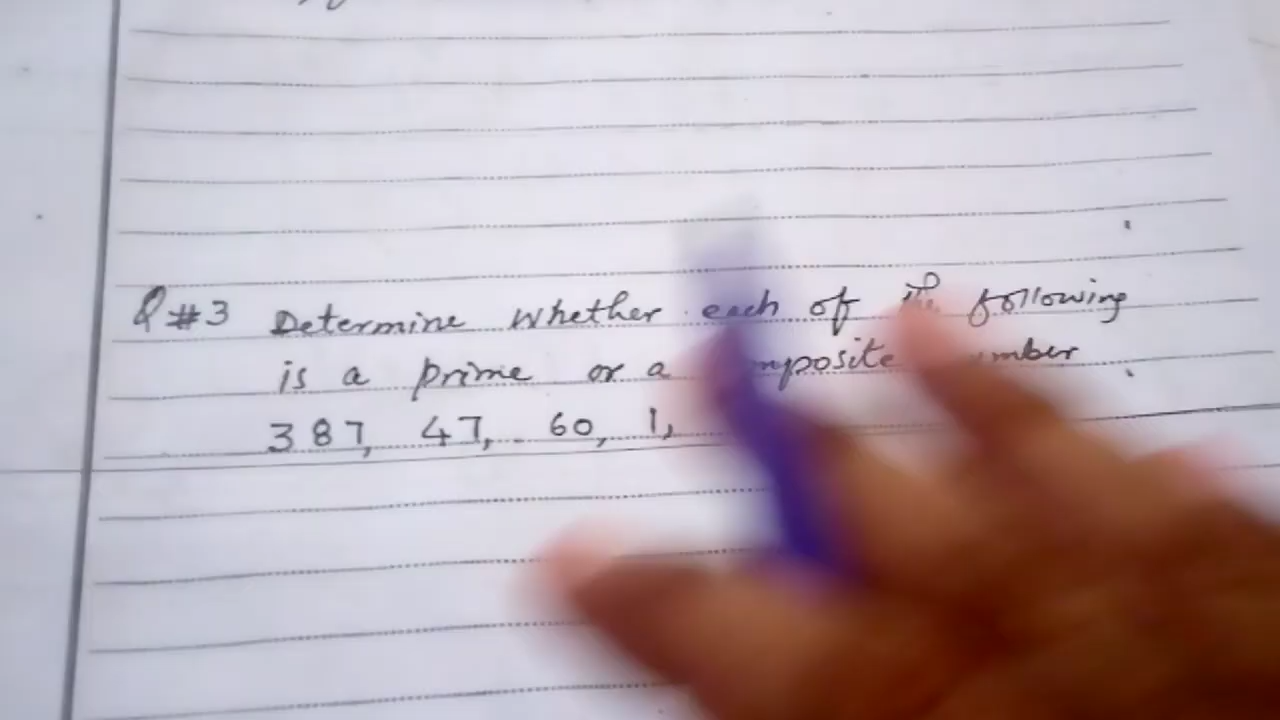 Q#3 Determine whether each of the following
is a prime or a composite number
387, 47, 60, 1,